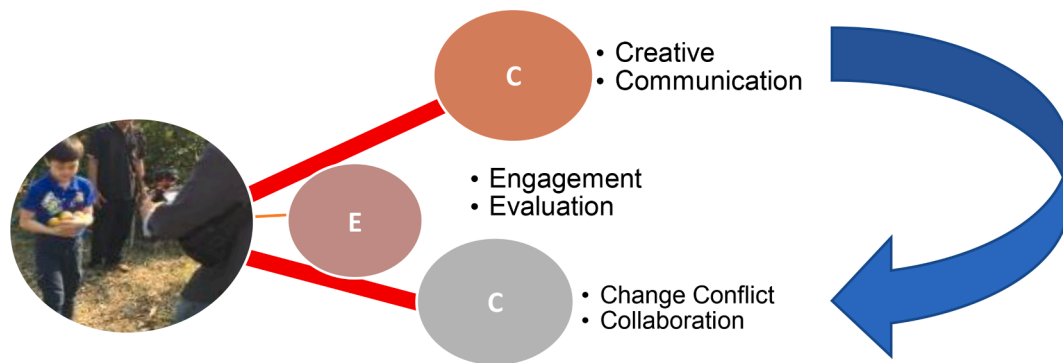 C
• Creative
• Communication
E
• Engagement
• Evaluation
C
• Change Conflict
• Collaboration